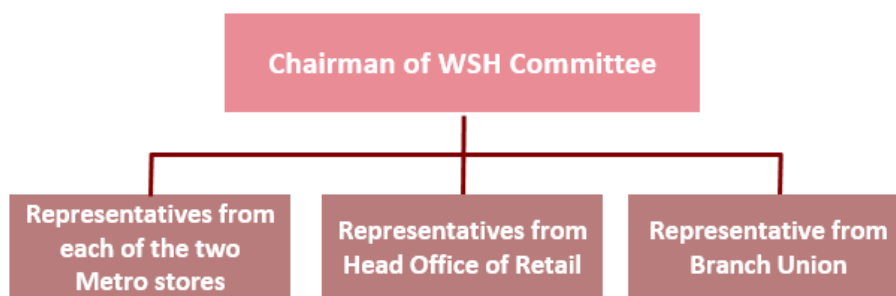 Chairman of WSH Committee
Representatives from
each of the two
Metro stores
Representatives from
Head Office of Retail
Representative from
Branch Union